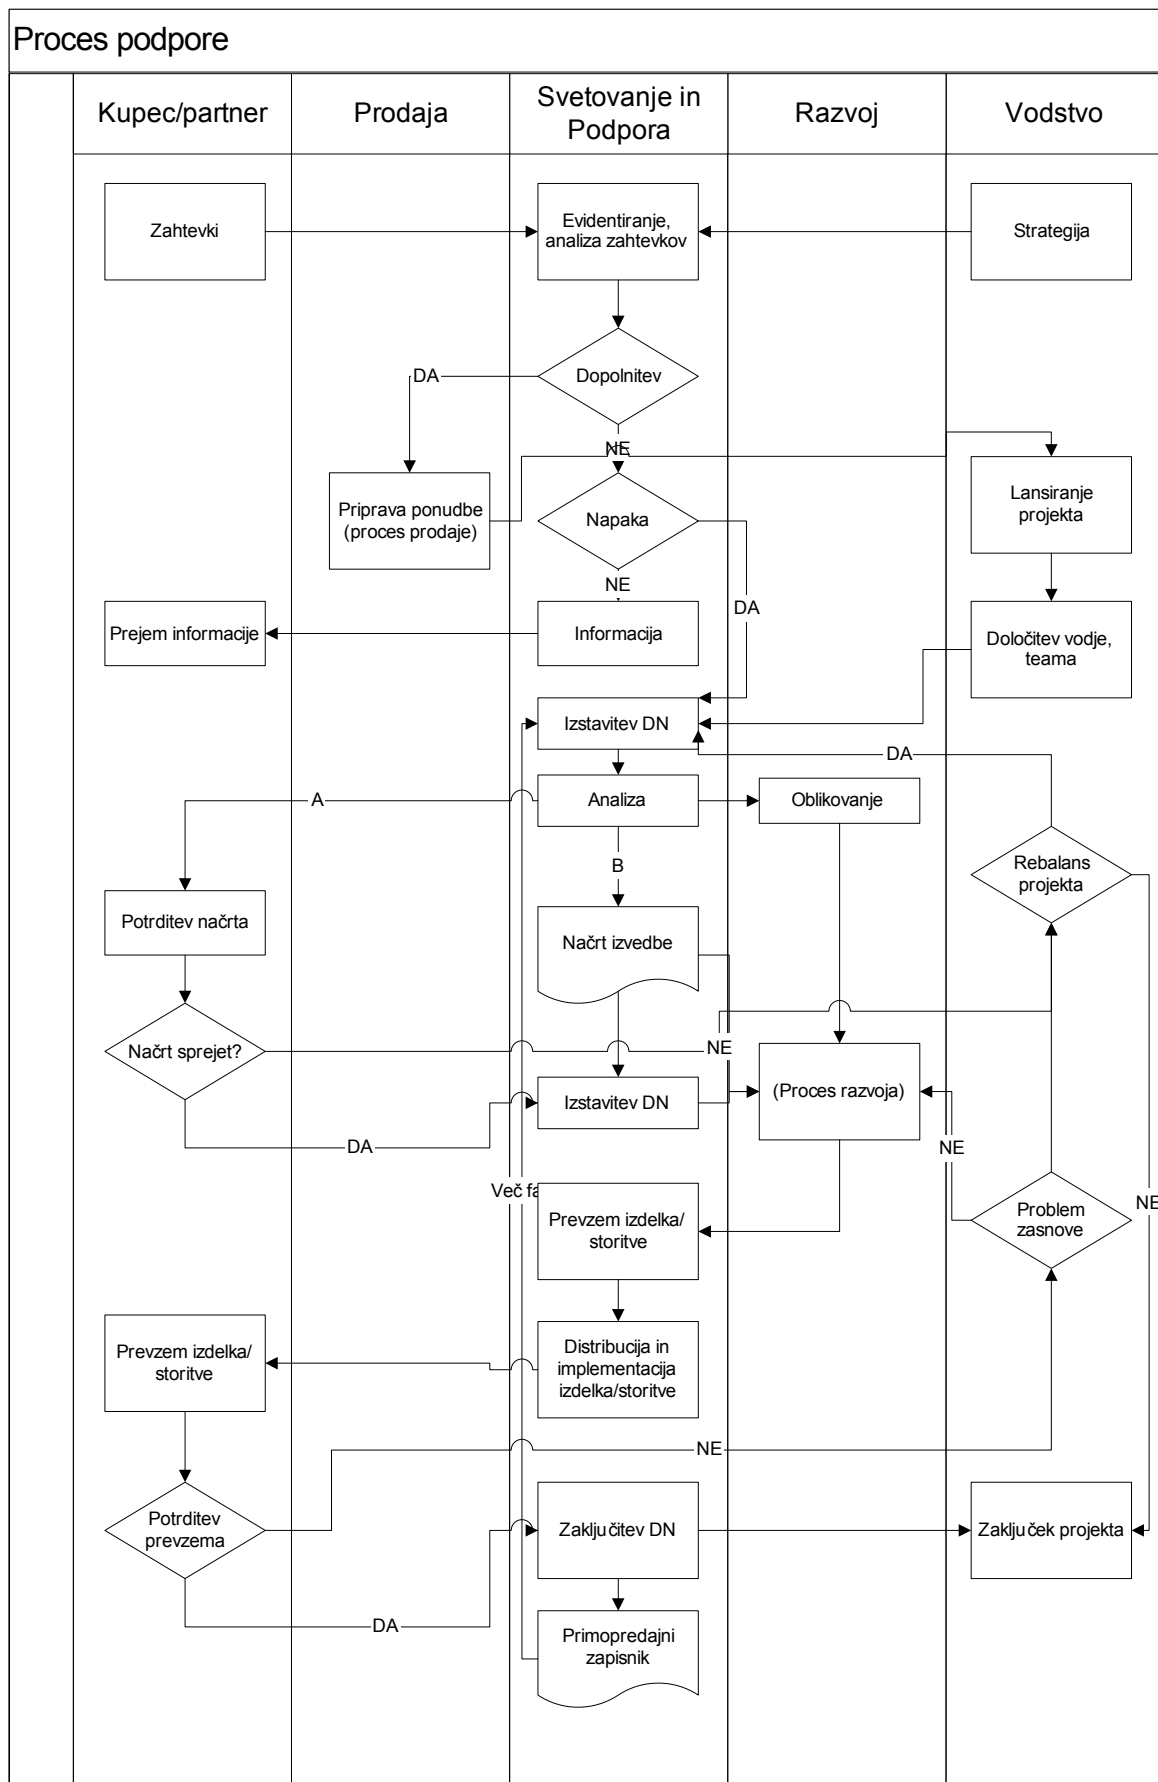 Proces podpore
Kupec/partner
Prodaja
Svetovanje in
Podpora
Razvoj
Vodstvo
Zahtevki
Evidentiranje,
analiza zahtevkov
Strategija
DA
Dopolnitev
NE
Priprava ponudbe
(proces prodaje)
Napaka
Lansiranje
projekta
NE
DA
Prejem informacije
Informacija
Določitev vodje,
teama
Izstavitev DN
DA
A
Analiza
Oblikovanje
B
Rebalans
projekta
Potrditev načrta
Načrt izvedbe
Načrt sprejet?
NE
Izstavitev DN
(Proces razvoja)
DA
NE
Več
Prevzem izdelka/
storitve
Problem
zasnove
NE
Prevzem izdelka/
storitve
Distribucija in
implementacija
izdelka/storitve
NE
Potrditev
prevzema
Zaključitev DN
Zaključek projekta
DA
Primopredajni
zapisnik